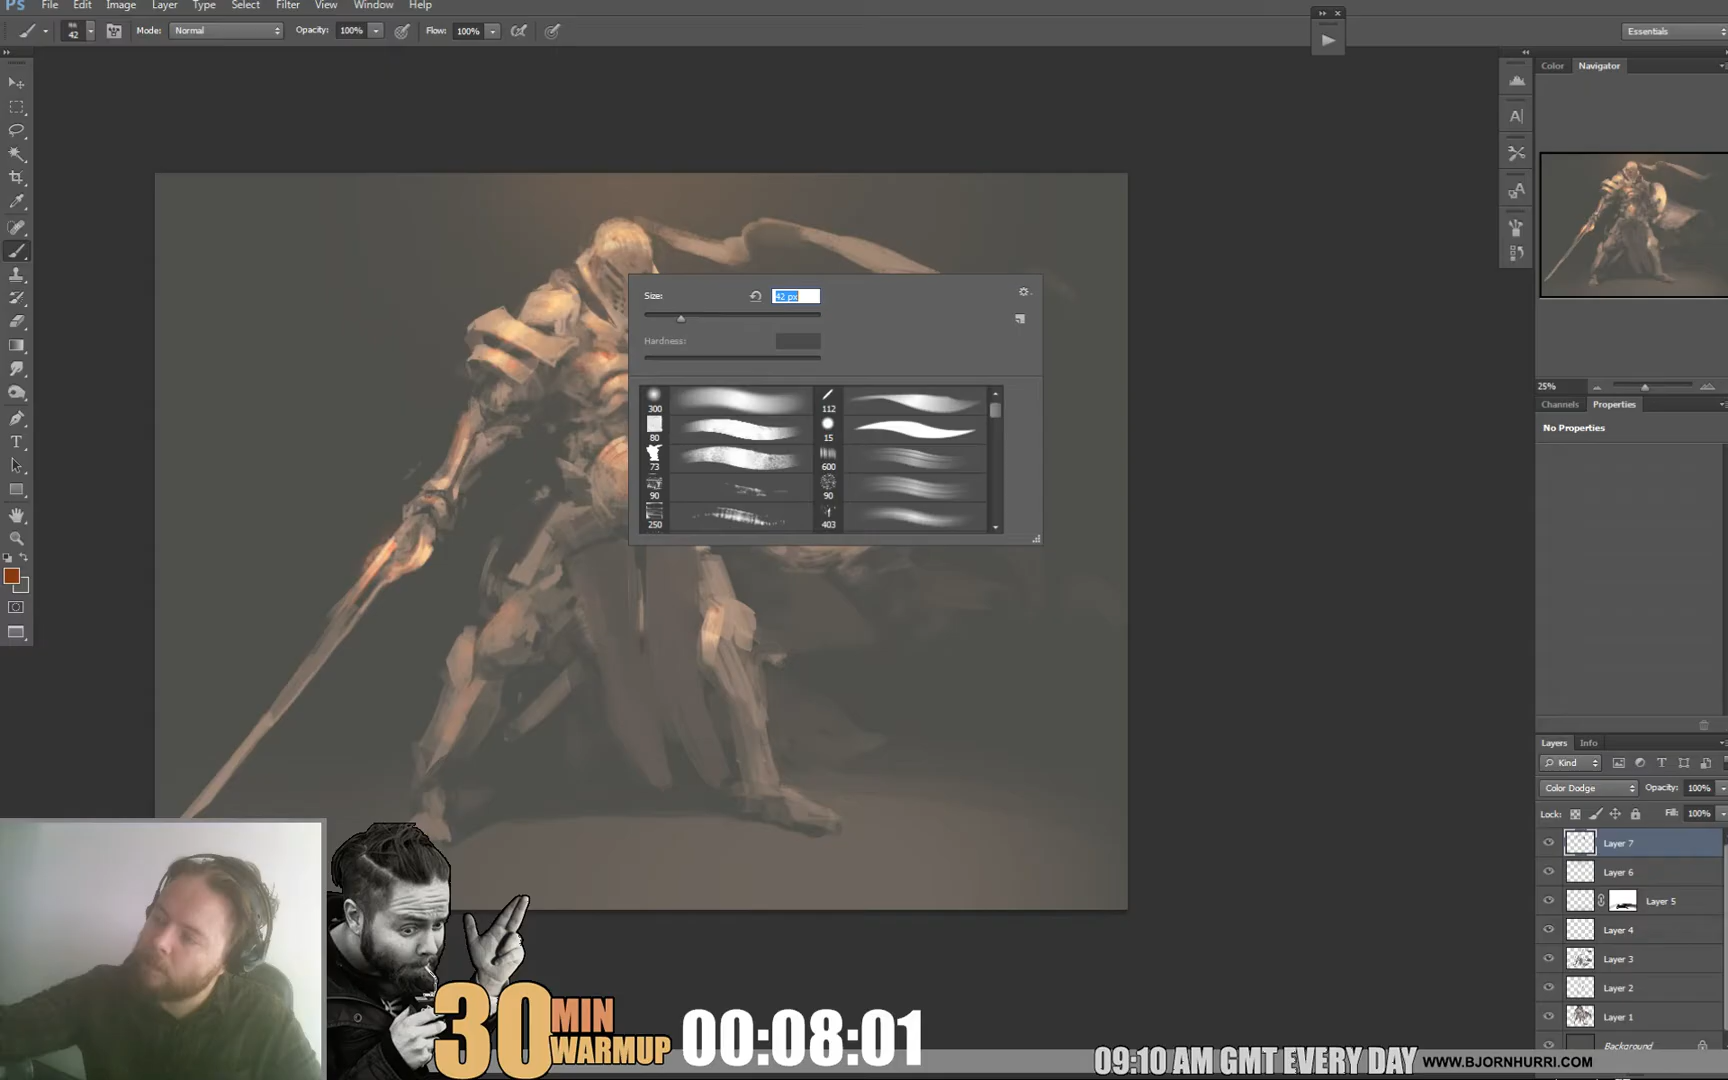 Ps File Edit Image Layer Type Select Filter View Window Help
42 Mode: Normal Opacity: 100% Flow: 100% Essentials
Color Navigator
Size: 42 px
Hardness:
300 112
80 15
73 600
90 90
250 403
25%
Channels Properties
No Properties
Layers Info
Kind
Color Dodge Opacity: 100%
Lock: Fill: 100%
Layer 7
Layer 6
Layer 5
Layer 4
Layer 3
Layer 2
Layer 1
Background
30 MIN
WARMUP 00:08:01
09:10 AM GMT EVERY DAY WWW.BJORNHURRI.COM